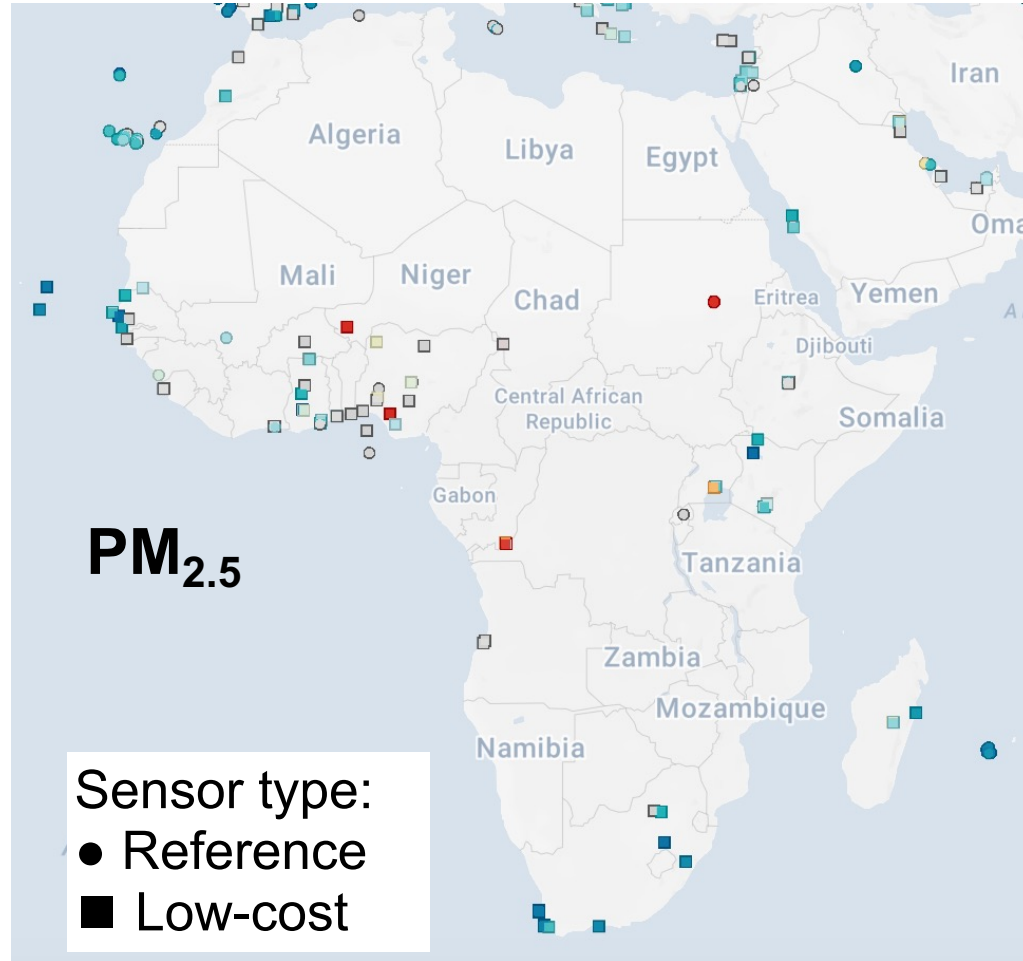 Iran
Algeria
Libya
Egypt
Oma
Mali
Niger
Chad
Eritrea
Yemen
A
Djibouti
Central African
Republic
Somalia
Gabon
PM2.5
Tanzania
Zambia
Mozambique
Namibia
Sensor type:
Reference
Low-cost